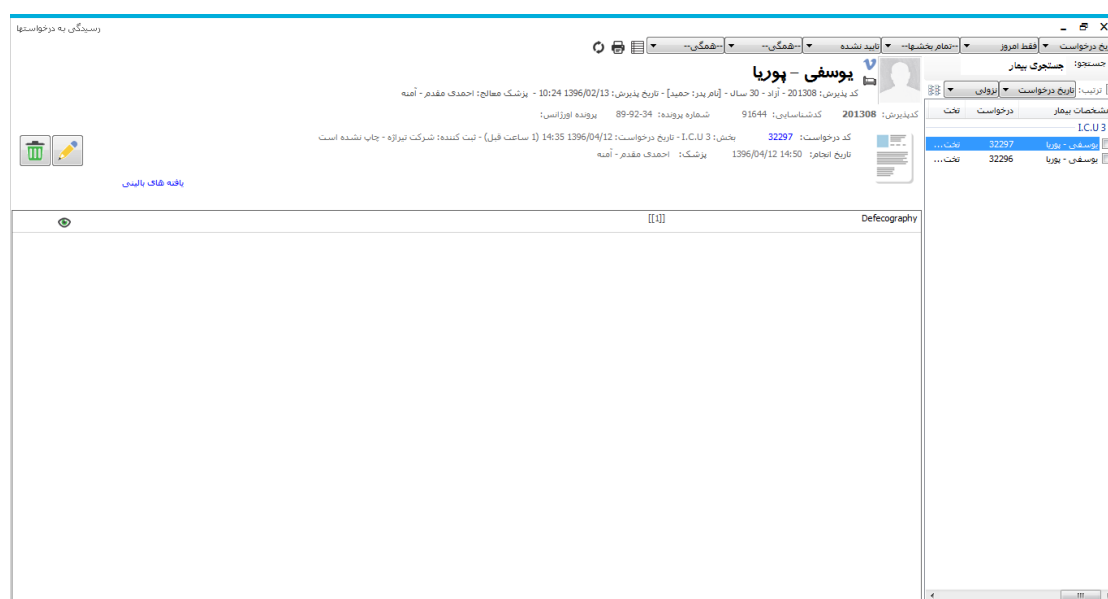 رسیدگی به درخواستها
یخ درخواست فقط امروز --تمام بخشها-- تایید نشده --همگی-- --همگی--
جستجو: جستجوی بیمار
ترتیب: تاریخ درخواست نزولی
مشخصات بیمار درخواست تخت
I.C.U 3
یوسفی - پوریا 32297 تخت...
یوسفی - پوریا 32296 تخت...
یوسفی - پوریا
کد پذیرش: 201308 - آزاد - 30 سال - [نام پدر: حمید] - تاریخ پذیرش: 1396/02/13 10:24 - پزشک معالج: احمدی مقدم - آمنه
کدپذیرش: 201308 کدشناسایی: 91644 شماره پرونده: 34-92-89 پرونده اورژانس:
کد درخواست: 32297 بخش: I.C.U 3 - تاریخ درخواست: 1396/04/12 14:35 (1 ساعت قبل) - ثبت کننده: شرکت تیراژه - چاپ نشده است
تاریخ انجام: 1396/04/12 14:50 پزشک: احمدی مقدم - آمنه
یافته های بالینی
Defecography [[1]]